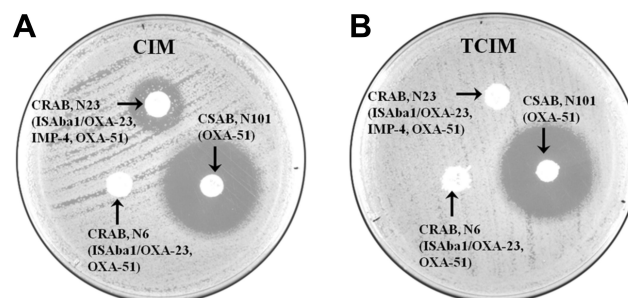 A
CIM
CRAB, N23
(ISAba1/OXA-23,
IMP-4, OXA-51)
CSAB, N101
(OXA-51)
CRAB, N6
(ISAba1/OXA-23,
OXA-51)
B
TCIM
CRAB, N23
(ISAba1/OXA-23,
IMP-4, OXA-51)
CSAB, N101
(OXA-51)
CRAB, N6
(ISAba1/OXA-23,
OXA-51)